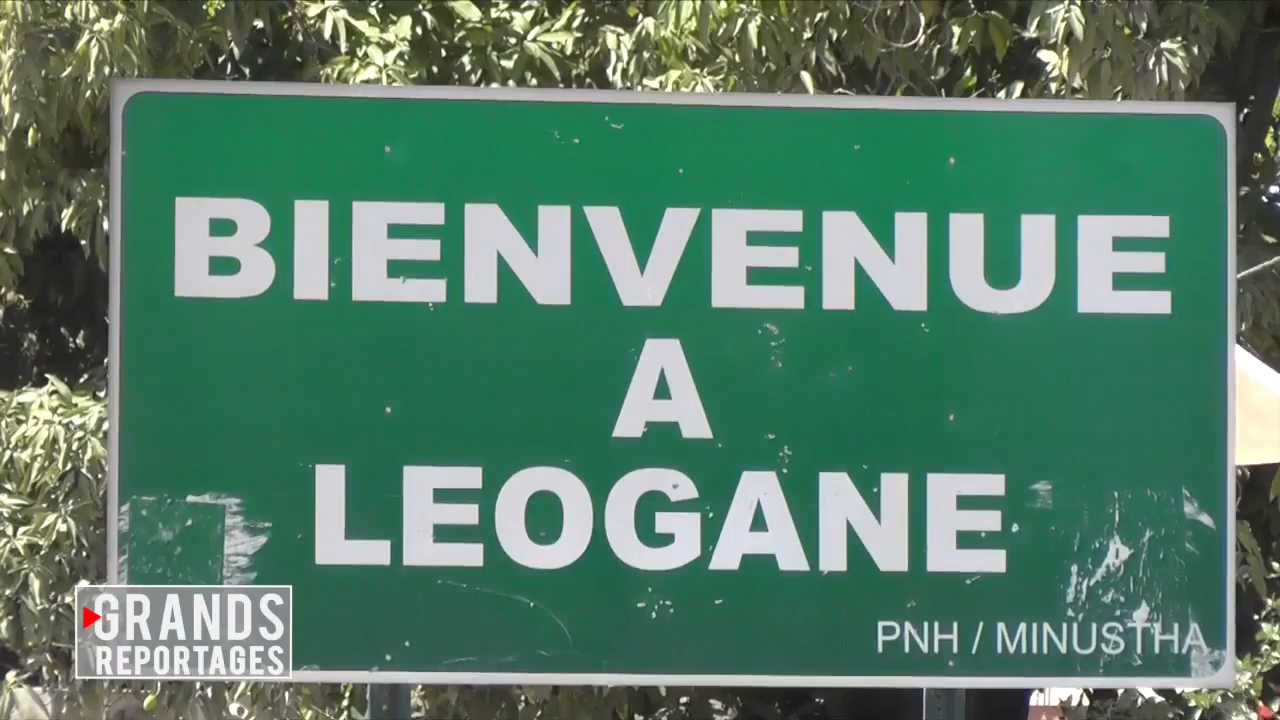 BIENVENUE
A
LEOGANE
PNH / MINUSTHA
GRANDS
REPORTAGES